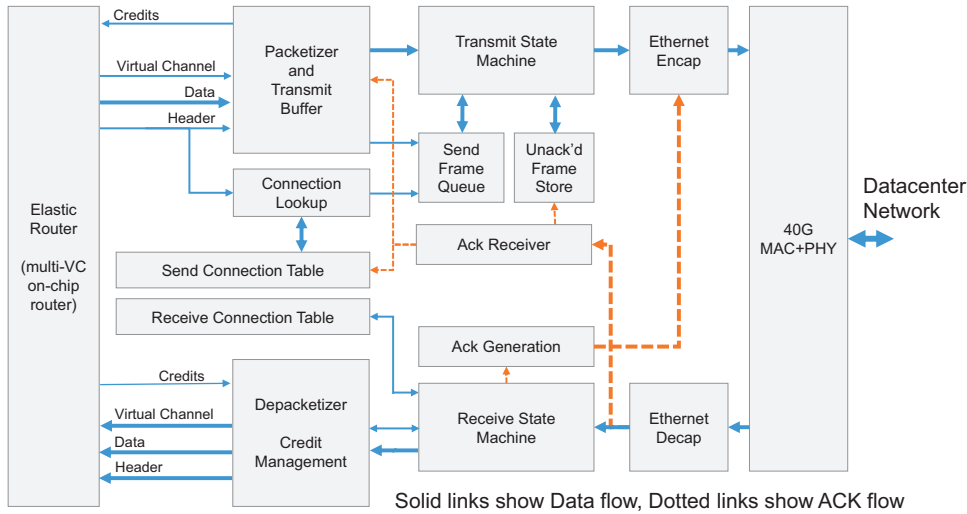 Credits
Virtual Channel
Data
Header
Packetizer
and
Transmit
Buffer
Transmit State
Machine
Ethernet
Encap
Send
Frame
Queue
Unack'd
Frame
Store
Connection
Lookup
Elastic
Router
(multi-VC
on-chip
router)
Ack Receiver
Send Connection Table
Receive Connection Table
Datacenter
Network
40G
MAC+PHY
Ack Generation
Credits
Virtual Channel
Data
Header
Depacketizer
Credit
Management
Receive State
Machine
Ethernet
Decap
Solid links show Data flow, Dotted links show ACK flow